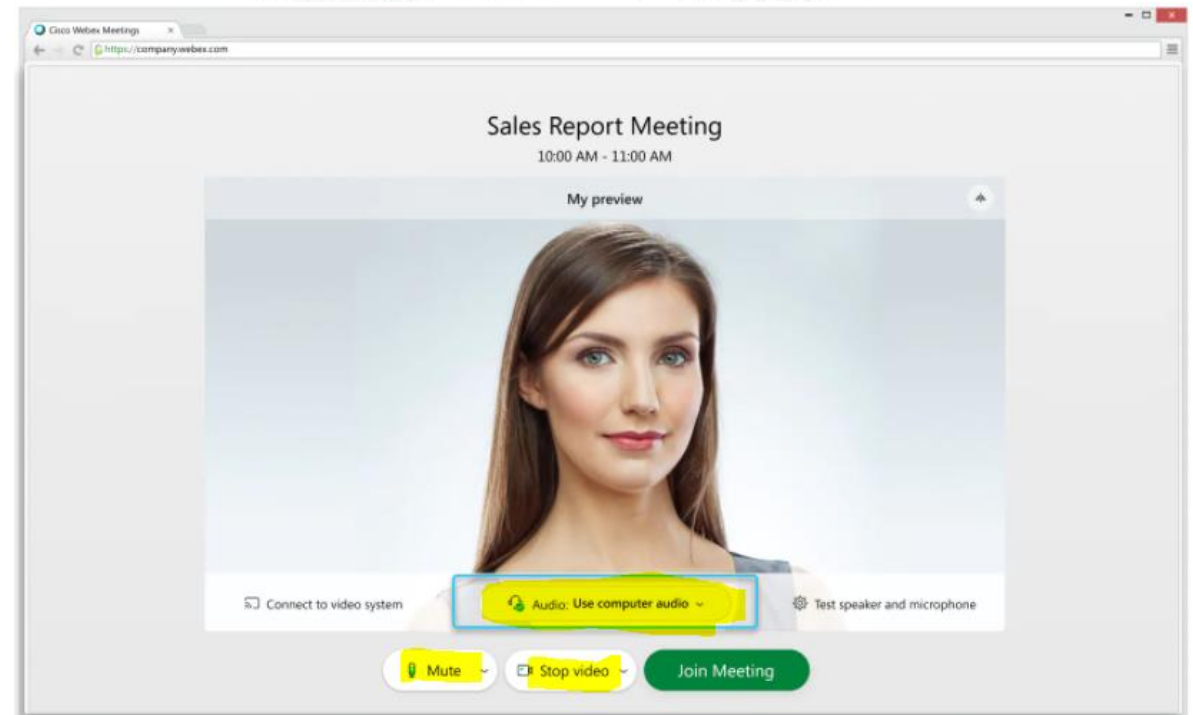 Cisco Webex Meetings
https://company.webex.com
Sales Report Meeting
10:00 AM - 11:00 AM
My preview
Connect to video system
Audio: Use computer audio
Test speaker and microphone
Mute
Stop video
Join Meeting